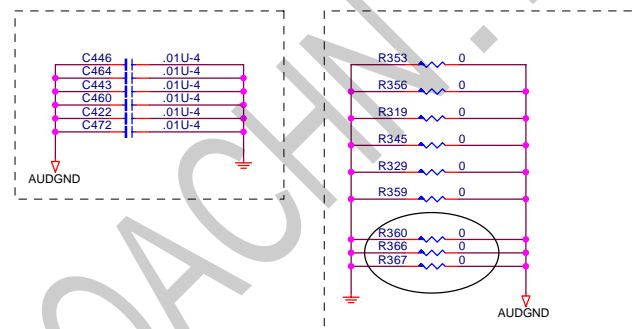 C446 .01U-4
C464 .01U-4
C443 .01U-4
C460 .01U-4
C422 .01U-4
C472 .01U-4
AUDGND
R353 0
R356 0
R319 0
R345 0
R329 0
R359 0
R360 0
R366 0
R367 0
AUDGND
OACHN.